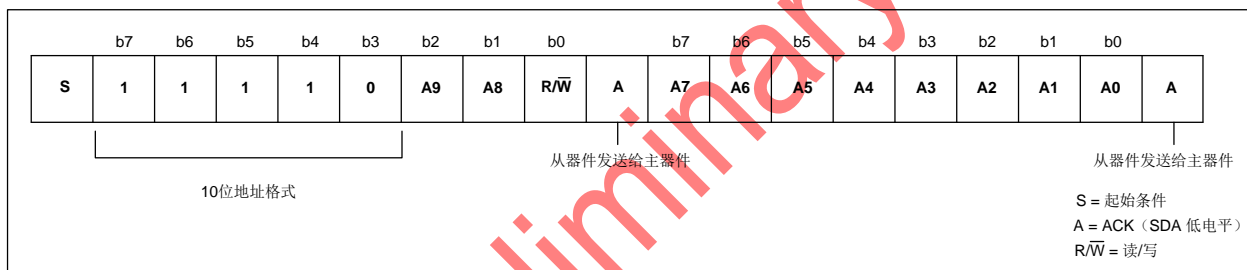 b7 b6 b5 b4 b3 b2 b1 b0 b7 b6 b5 b4 b3 b2 b1 b0
S 1 1 1 1 0 A9 A8 R/W̅ A A7 A6 A5 A4 A3 A2 A1 A0 A
从器件发送给主器件 从器件发送给主器件
10位地址格式
S = 起始条件
A = ACK（SDA 低电平）
R/W̅ = 读/写
liminary